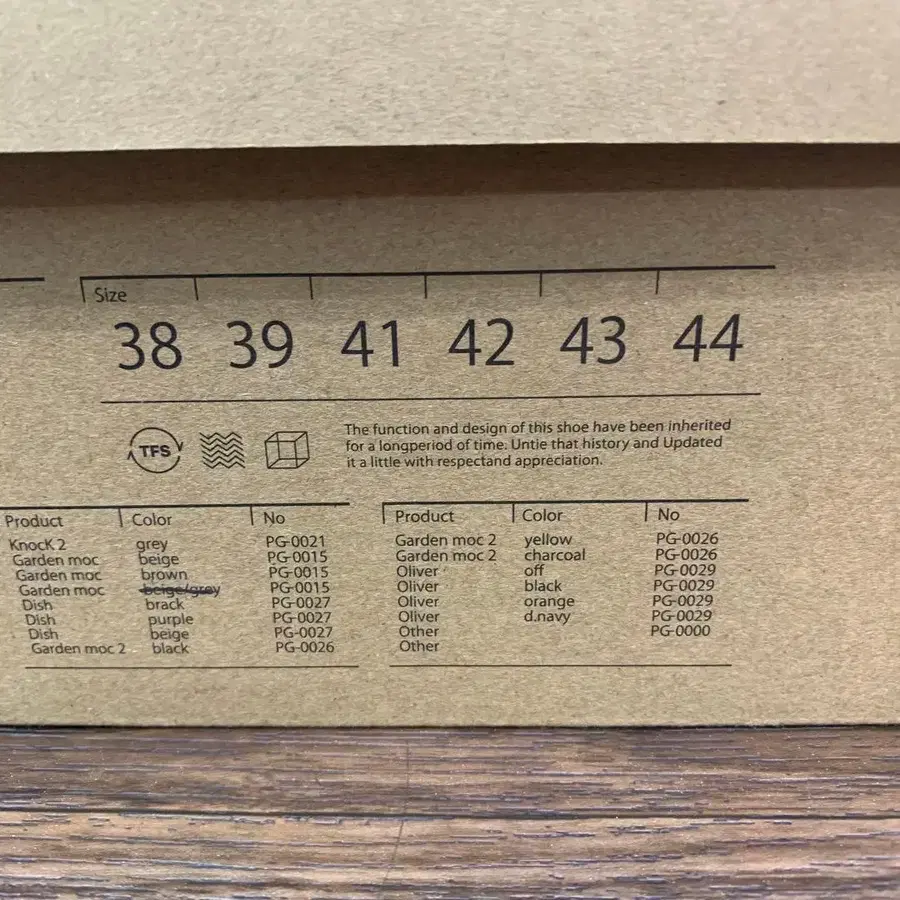 Size
38 39 41 42 43 44
TFS
The function and design of this shoe have been inherited
for a longperiod of time. Untie that history and Updated
it a little with respectand appreciation.
Product Color No
KnocK 2 grey PG-0021
Garden moc beige PG-0015
Garden moc brown PG-0015
Garden moc beige/grey PG-0015
Dish brack PG-0027
Dish purple PG-0027
Dish beige PG-0027
Garden moc 2 black PG-0026
Product Color No
Garden moc 2 yellow PG-0026
Garden moc 2 charcoal PG-0026
Oliver off PG-0029
Oliver black PG-0029
Oliver orange PG-0029
Oliver d.navy PG-0029
Other PG-0000
Other